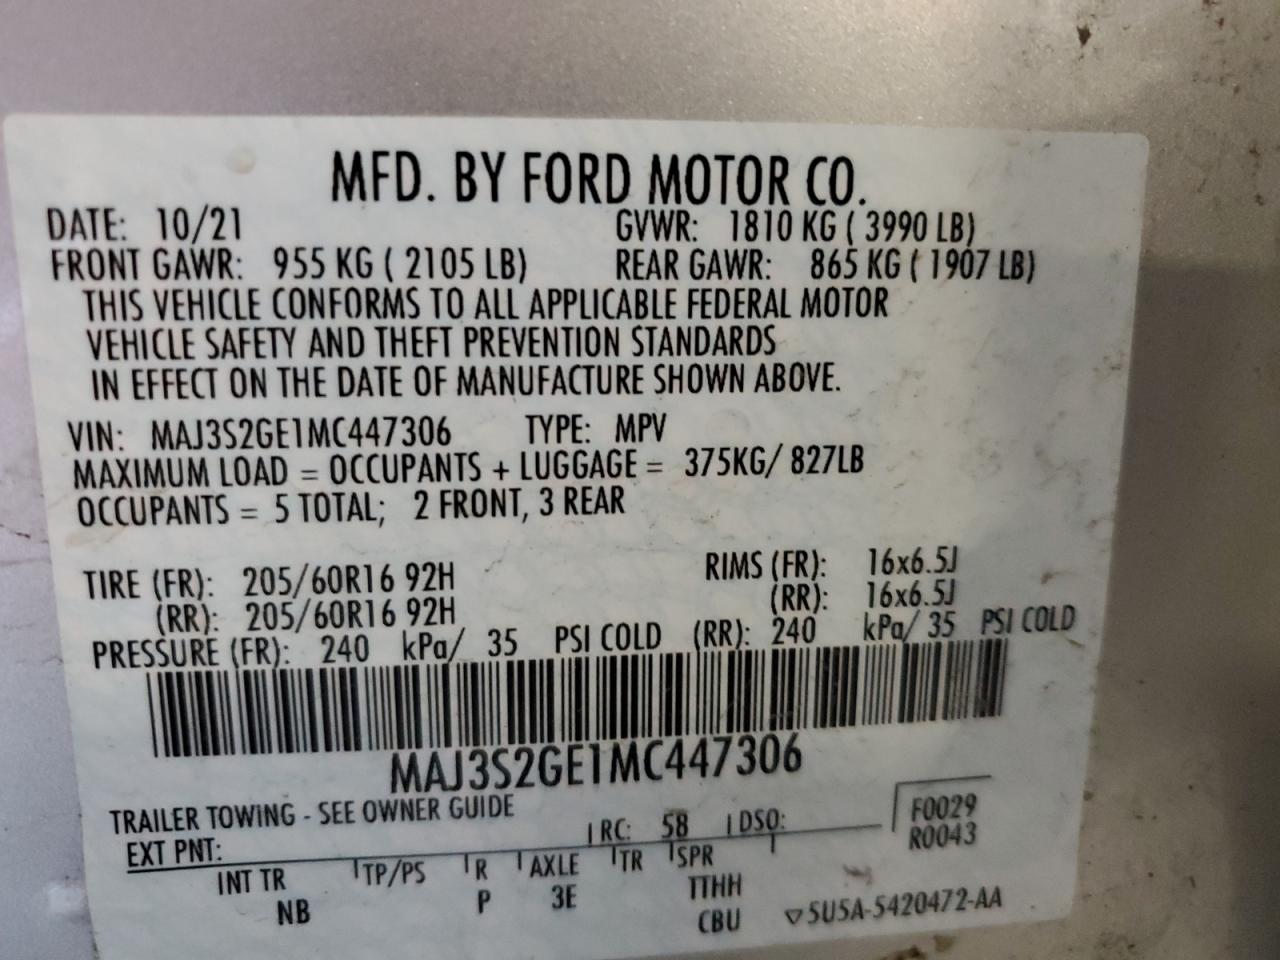 MFD. BY FORD MOTOR CO.
DATE: 10/21 GVWR: 1810 KG ( 3990 LB)
FRONT GAWR: 955 KG ( 2105 LB) REAR GAWR: 865 KG ( 1907 LB)
THIS VEHICLE CONFORMS TO ALL APPLICABLE FEDERAL MOTOR
VEHICLE SAFETY AND THEFT PREVENTION STANDARDS
IN EFFECT ON THE DATE OF MANUFACTURE SHOWN ABOVE.
VIN: MAJ3S2GE1MC447306 TYPE: MPV
MAXIMUM LOAD = OCCUPANTS + LUGGAGE = 375KG/ 827LB
OCCUPANTS = 5 TOTAL; 2 FRONT, 3 REAR
TIRE (FR): 205/60R16 92H RIMS (FR): 16x6.5J
(RR): 205/60R16 92H (RR): 16x6.5J
PRESSURE (FR): 240 kPa/ 35 PSI COLD (RR): 240 kPa/ 35 PSI COLD
MAJ3S2GE1MC447306
TRAILER TOWING - SEE OWNER GUIDE F0029
EXT PNT: RC: 58 DSO: R0043
INT TR TP/PS R AXLE TR SPR
NB P 3E TTHH
CBU ▽5U5A-5420472-AA